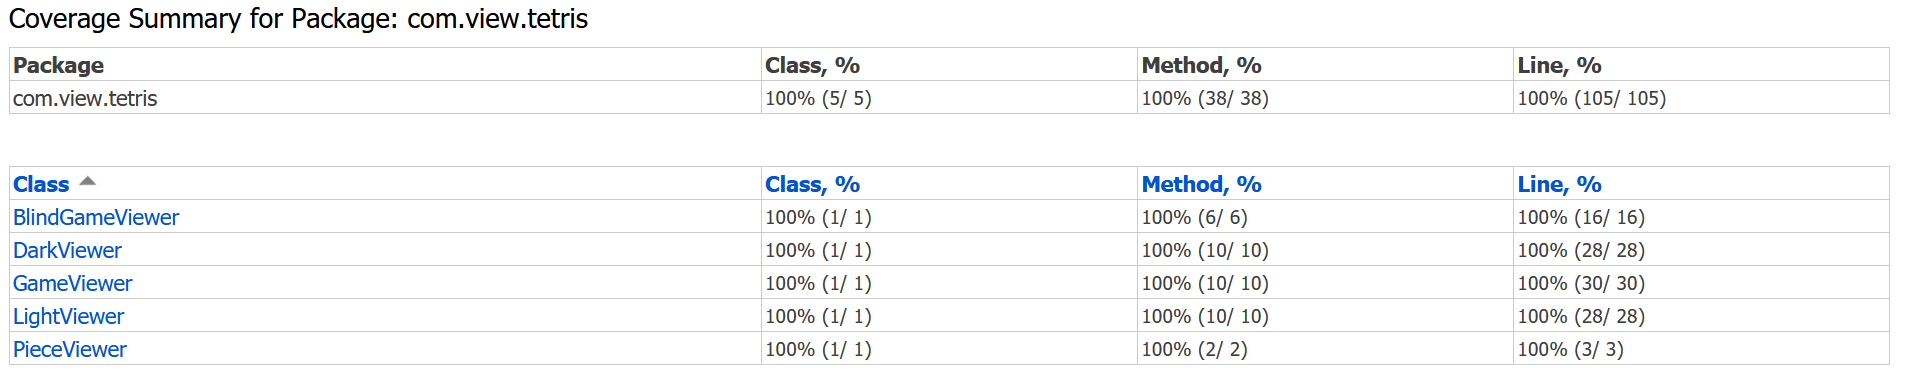 Coverage Summary for Package: com.view.tetris
Package Class, % Method, % Line, %
com.view.tetris 100% (5/ 5) 100% (38/ 38) 100% (105/ 105)
Class Class, % Method, % Line, %
BlindGameViewer 100% (1/ 1) 100% (6/ 6) 100% (16/ 16)
DarkViewer 100% (1/ 1) 100% (10/ 10) 100% (28/ 28)
GameViewer 100% (1/ 1) 100% (10/ 10) 100% (30/ 30)
LightViewer 100% (1/ 1) 100% (10/ 10) 100% (28/ 28)
PieceViewer 100% (1/ 1) 100% (2/ 2) 100% (3/ 3)